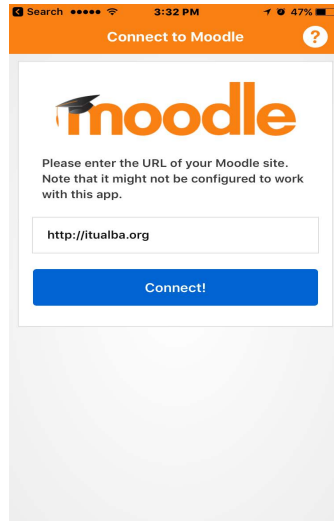 Search 3:32 PM 47%
Connect to Moodle ?
moodle
Please enter the URL of your Moodle site.
Note that it might not be configured to work
with this app.
http://itualba.org
Connect!